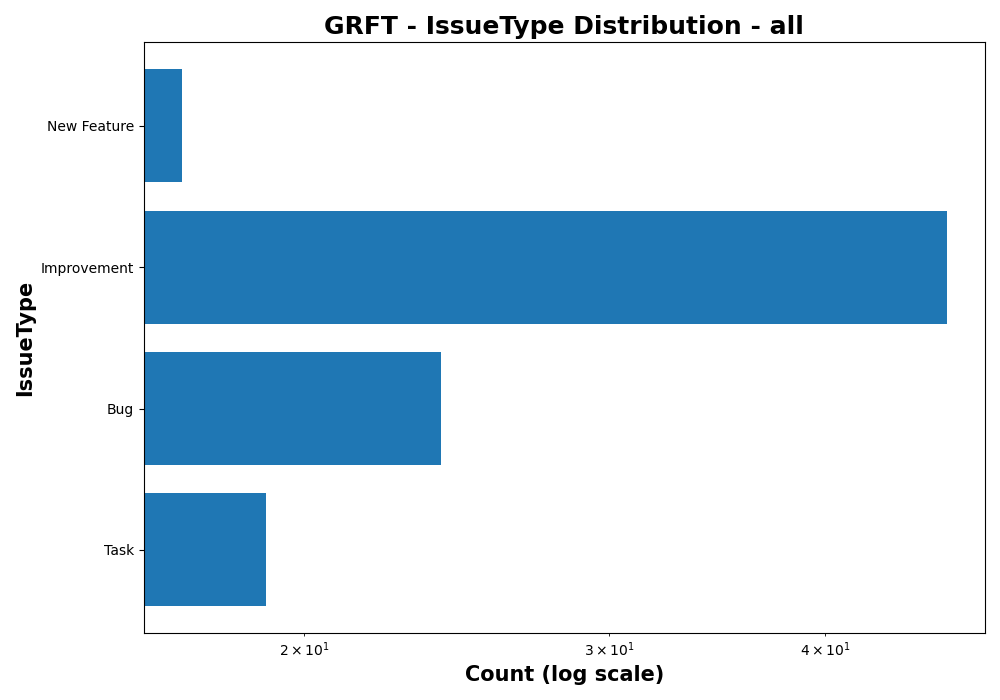 GRFT - IssueType Distribution - all
IssueType
New Feature
Improvement
Bug
Task
2 × 10¹
3 × 10¹
4 × 10¹
Count (log scale)